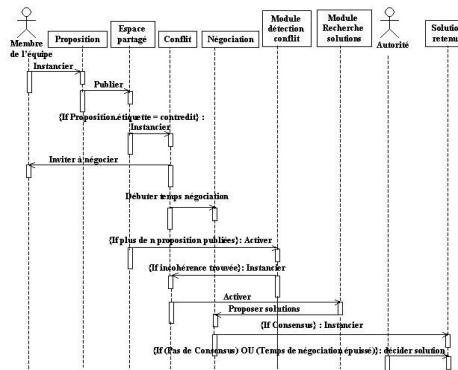 Membre
de l'équipe
Proposition
Espace
partagé
Conflit
Négociation
Module
détection
conflit
Module
Recherche
solutions
Autorité
Solution
retenu
Instancier
Publier
{If Proposition.étiquette = contredit} :
Instancier
Inviter à négocier
Débuter temps négociation
{If plus de n proposition publiées}: Activer
{If incohérence trouvée}: Instancier
Activer
Proposer solutions
{If Consensus} : Instancier
{If (Pas de Consensus) OU (Temps de négociation épuisé)}: décider solution